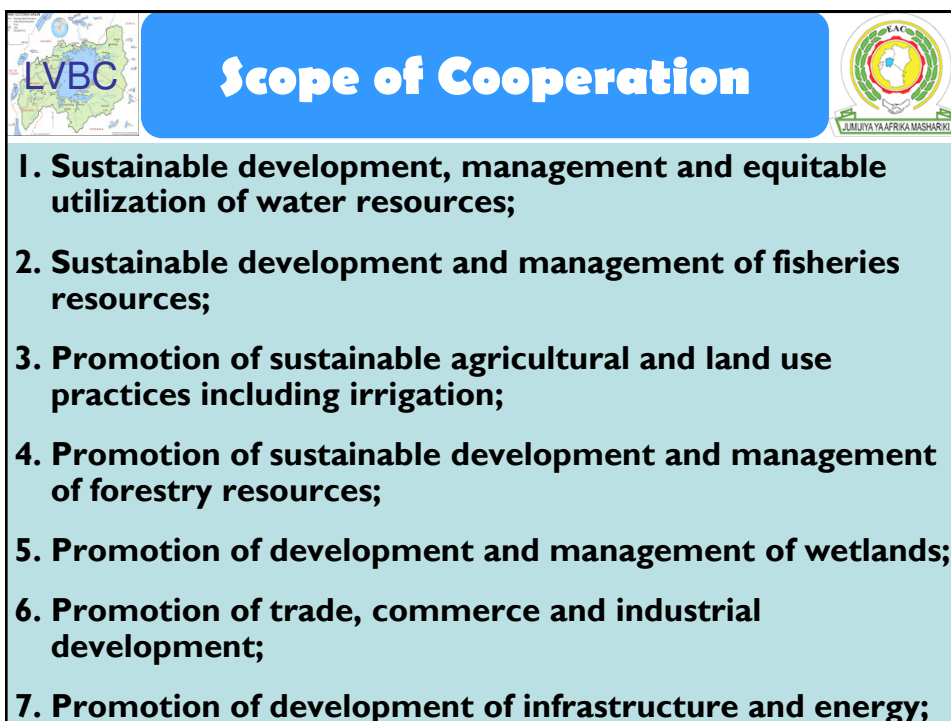 LVBC
Scope of Cooperation
EAC
JUMUIYA YA AFRIKA MASHARIKI
1. Sustainable development, management and equitable
utilization of water resources;
2. Sustainable development and management of fisheries
resources;
3. Promotion of sustainable agricultural and land use
practices including irrigation;
4. Promotion of sustainable development and management
of forestry resources;
5. Promotion of development and management of wetlands;
6. Promotion of trade, commerce and industrial
development;
7. Promotion of development of infrastructure and energy;